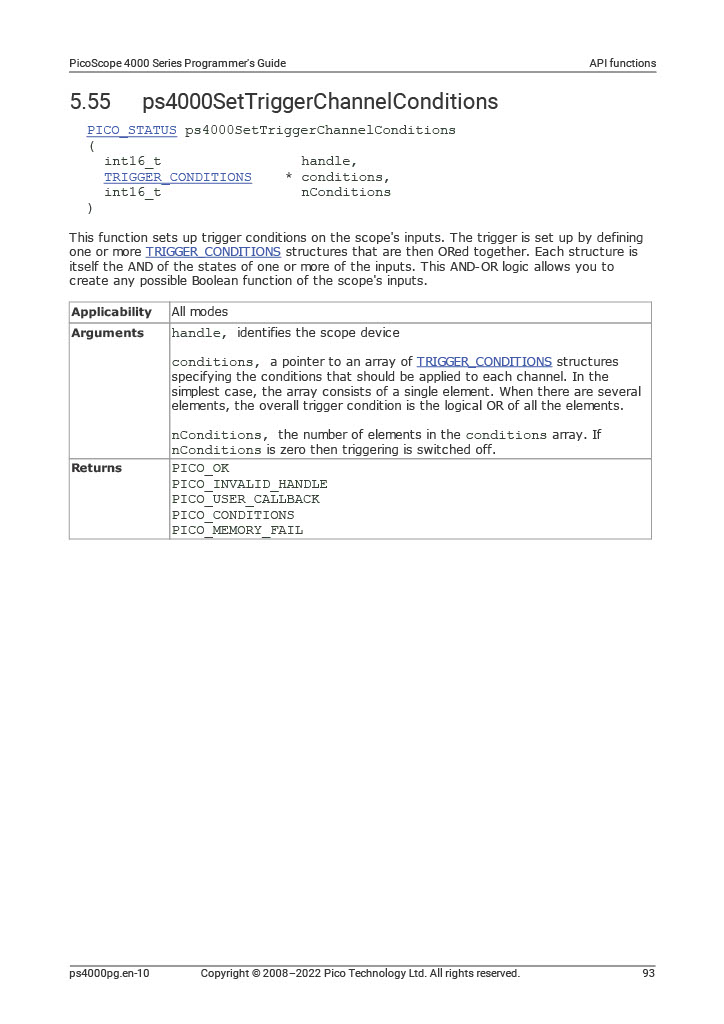 PicoScope 4000 Series Programmer's Guide API functions
5.55 ps4000SetTriggerChannelConditions
PICO_STATUS ps4000SetTriggerChannelConditions
(
int16_t handle,
TRIGGER_CONDITIONS * conditions,
int16_t nConditions
)
This function sets up trigger conditions on the scope's inputs. The trigger is set up by defining
one or more TRIGGER_CONDITIONS structures that are then ORed together. Each structure is
itself the AND of the states of one or more of the inputs. This AND-OR logic allows you to
create any possible Boolean function of the scope's inputs.
Applicability All modes
Arguments handle, identifies the scope device
conditions, a pointer to an array of TRIGGER_CONDITIONS structures
specifying the conditions that should be applied to each channel. In the
simplest case, the array consists of a single element. When there are several
elements, the overall trigger condition is the logical OR of all the elements.
nConditions, the number of elements in the conditions array. If
nConditions is zero then triggering is switched off.
Returns PICO_OK
PICO_INVALID_HANDLE
PICO_USER_CALLBACK
PICO_CONDITIONS
PICO_MEMORY_FAIL
ps4000pg.en-10 Copyright © 2008–2022 Pico Technology Ltd. All rights reserved. 93